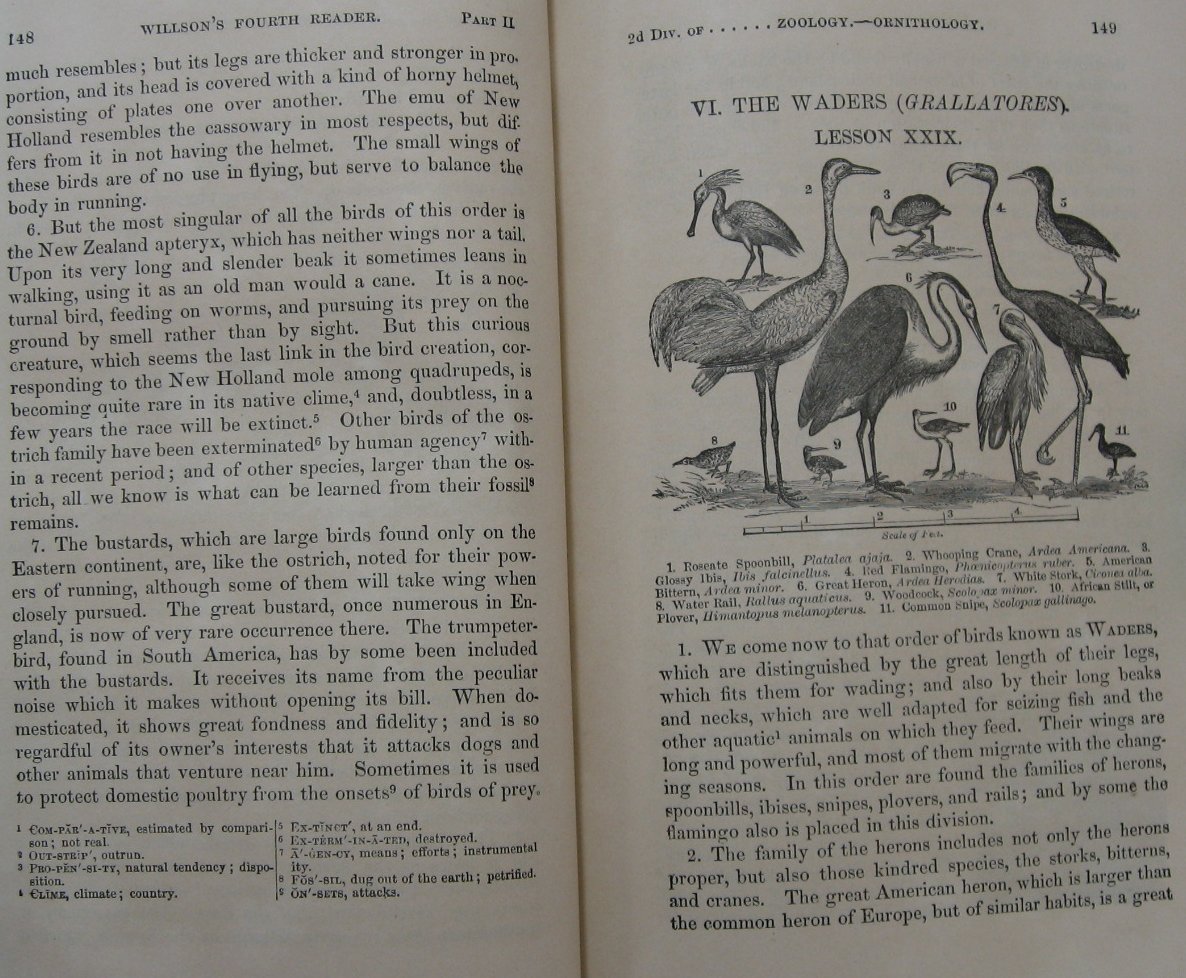 148
WILLSON'S FOURTH READER.
PART II
much resembles; but its legs are thicker and stronger in pro-
portion, and its head is covered with a kind of horny helmet,
consisting of plates one over another. The emu of New
Holland resembles the cassowary in most respects, but dif-
fers from it in not having the helmet. The small wings of
these birds are of no use in flying, but serve to balance the
body in running.
6. But the most singular of all the birds of this order is
the New Zealand apteryx, which has neither wings nor a tail.
Upon its very long and slender beak it sometimes leans in
walking, using it as an old man would a cane. It is a noc-
turnal bird, feeding on worms, and pursuing its prey on the
ground by smell rather than by sight. But this curious
creature, which seems the last link in the bird creation, cor-
responding to the New Holland mole among quadrupeds, is
becoming quite rare in its native clime,⁴ and, doubtless, in a
few years the race will be extinct.⁵ Other birds of the os-
trich family have been exterminated⁶ by human agency⁷ with-
in a recent period; and of other species, larger than the os-
trich, all we know is what can be learned from their fossil⁸
remains.
7. The bustards, which are large birds found only on the
Eastern continent, are, like the ostrich, noted for their pow-
ers of running, although some of them will take wing when
closely pursued. The great bustard, once numerous in En-
gland, is now of very rare occurrence there. The trumpeter-
bird, found in South America, has by some been included
with the bustards. It receives its name from the peculiar
noise which it makes without opening its bill. When do-
mesticated, it shows great fondness and fidelity; and is so
regardful of its owner's interests that it attacks dogs and
other animals that venture near him. Sometimes it is used
to protect domestic poultry from the onsets⁹ of birds of prey.
¹ COM-PĂR'-A-TĬVE, estimated by compari-
son; not real.
² OUT-STRĬP', outrun.
³ PRO-PĔN'-SI-TY, natural tendency; dispo-
sition.
⁴ CLĪME, climate; country.
⁵ EX-TĬNCT', at an end.
⁶ EX-TĔRM'-IN-Ā-TED, destroyed.
⁷ Ā'-ĠEN-CY, means; efforts; instrumental
ity.
⁸ FŎS'-SIL, dug out of the earth; petrified.
⁹ ŎN'-SETS, attacks.
2d DIV. OF ...... ZOOLOGY.—ORNITHOLOGY.
149
VI. THE WADERS (GRALLATORES).
LESSON XXIX.
1
2
3
4
5
6
7
8
9
10
11
1 2 3 4
Scale of Feet.
1. Roseate Spoonbill, Platalea ajaja. 2. Whooping Crane, Ardea Americana. 3.
Glossy Ibis, Ibis falcinellus. 4. Red Flamingo, Phœnicopterus ruber. 5. American
Bittern, Ardea minor. 6. Great Heron, Ardea Herodias. 7. White Stork, Ciconea alba.
8. Water Rail, Rallus aquaticus. 9. Woodcock, Scolopax minor. 10. African Stilt, or
Plover, Himantopus melanopterus. 11. Common Snipe, Scolopax gallinago.
1. WE come now to that order of birds known as WADERS,
which are distinguished by the great length of their legs,
which fits them for wading; and also by their long beaks
and necks, which are well adapted for seizing fish and the
other aquatic¹ animals on which they feed. Their wings are
long and powerful, and most of them migrate with the chang-
ing seasons. In this order are found the families of herons,
spoonbills, ibises, snipes, plovers, and rails; and by some the
flamingo also is placed in this division.
2. The family of the herons includes not only the herons
proper, but also those kindred species, the storks, bitterns,
and cranes. The great American heron, which is larger than
the common heron of Europe, but of similar habits, is a great